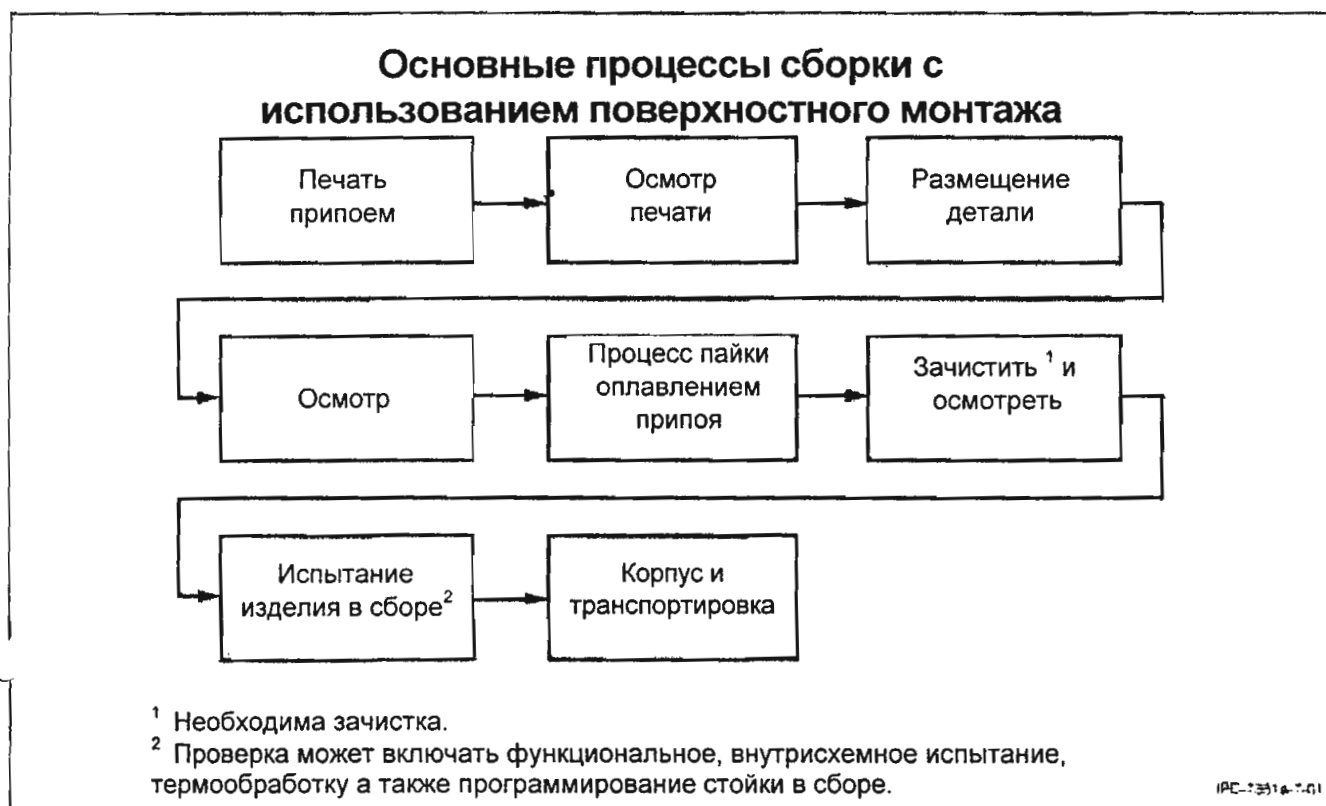 Основные процессы сборки с
использованием поверхностного монтажа
Печать
припоем
Осмотр
печати
Размещение
детали
Осмотр
Процесс пайки
оплавлением
припоя
Зачистить ¹ и
осмотреть
Испытание
изделия в сборе²
Корпус и
транспортировка
¹ Необходима зачистка.
² Проверка может включать функциональное, внутрисхемное испытание,
термообработку а также программирование стойки в сборе.